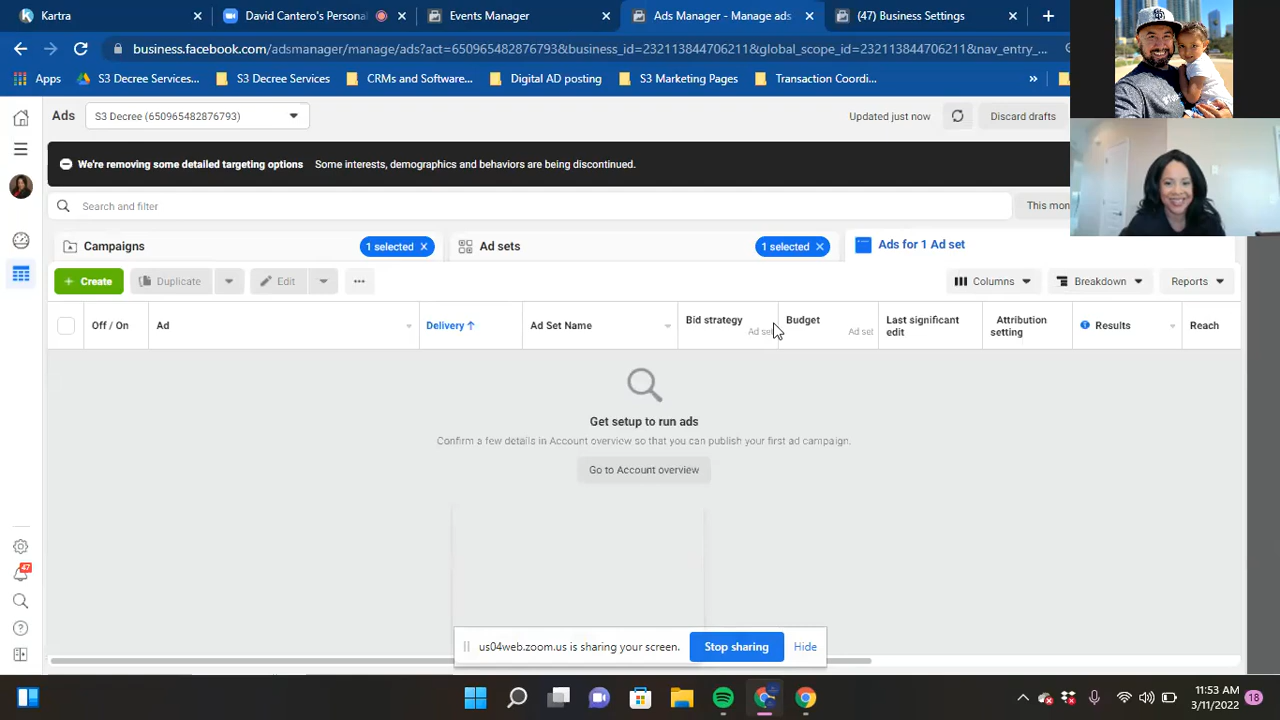 Kartra
David Cantero's Personal
Events Manager
Ads Manager - Manage ads
(47) Business Settings
business.facebook.com/adsmanager/manage/ads?act=650965482876793&business_id=232113844706211&global_scope_id=232113844706211&nav_entry_...
Apps
S3 Decree Services...
S3 Decree Services
CRMs and Software...
Digital AD posting
S3 Marketing Pages
Transaction Coordi...
»
Ads
S3 Decree (650965482876793)
Updated just now
Discard drafts
We're removing some detailed targeting options Some interests, demographics and behaviors are being discontinued.
Search and filter
This mon
Campaigns
1 selected
Ad sets
1 selected
Ads for 1 Ad set
+ Create
Duplicate
Edit
...
Columns
Breakdown
Reports
Off / On
Ad
Delivery ↑
Ad Set Name
Bid strategy
Ad set
Budget
Ad set
Last significant
edit
Attribution
setting
Results
Reach
Get setup to run ads
Confirm a few details in Account overview so that you can publish your first ad campaign.
Go to Account overview
47
us04web.zoom.us is sharing your screen.
Stop sharing
Hide
11:53 AM
3/11/2022
18